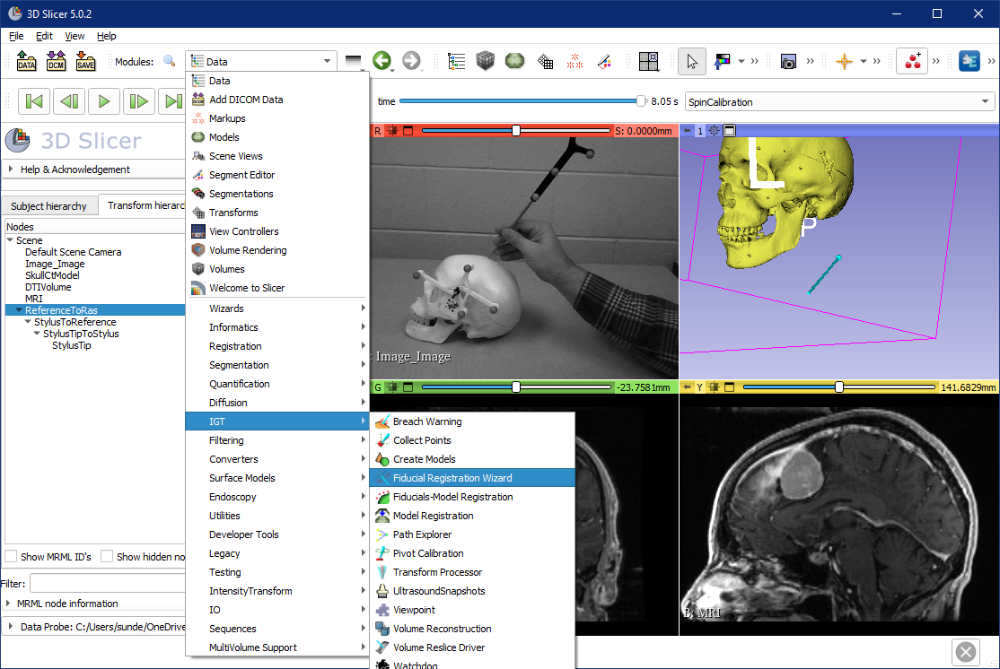 3D Slicer 5.0.2
File Edit View Help
DATA DCM SAVE Modules: Data
time 8.05 s SpinCalibration
3D Slicer
Help & Acknowledgement
Subject hierarchy Transform hierarc
Nodes
Scene
Default Scene Camera
Image_Image
SkullCtModel
DTIVolume
MRI
ReferenceToRas
StylusToReference
StylusTipToStylus
StylusTip
Show MRML ID's Show hidden no
Filter:
MRML node information
Data Probe: C:/Users/sunde/OneDrive
Data
Add DICOM Data
Markups
Models
Scene Views
Segment Editor
Segmentations
Transforms
View Controllers
Volume Rendering
Volumes
Welcome to Slicer
Wizards
Informatics
Registration
Segmentation
Quantification
Diffusion
IGT
Filtering
Converters
Surface Models
Endoscopy
Utilities
Developer Tools
Legacy
Testing
IntensityTransform
IO
Sequences
MultiVolume Support
Breach Warning
Collect Points
Create Models
Fiducial Registration Wizard
Fiducials-Model Registration
Model Registration
Path Explorer
Pivot Calibration
Transform Processor
UltrasoundSnapshots
Viewpoint
Volume Reconstruction
Volume Reslice Driver
Watchdog
R S: 0.0000mm
: Image_Image
1
L
P
G -23.7581mm
Y 141.6829mm
B: MRI